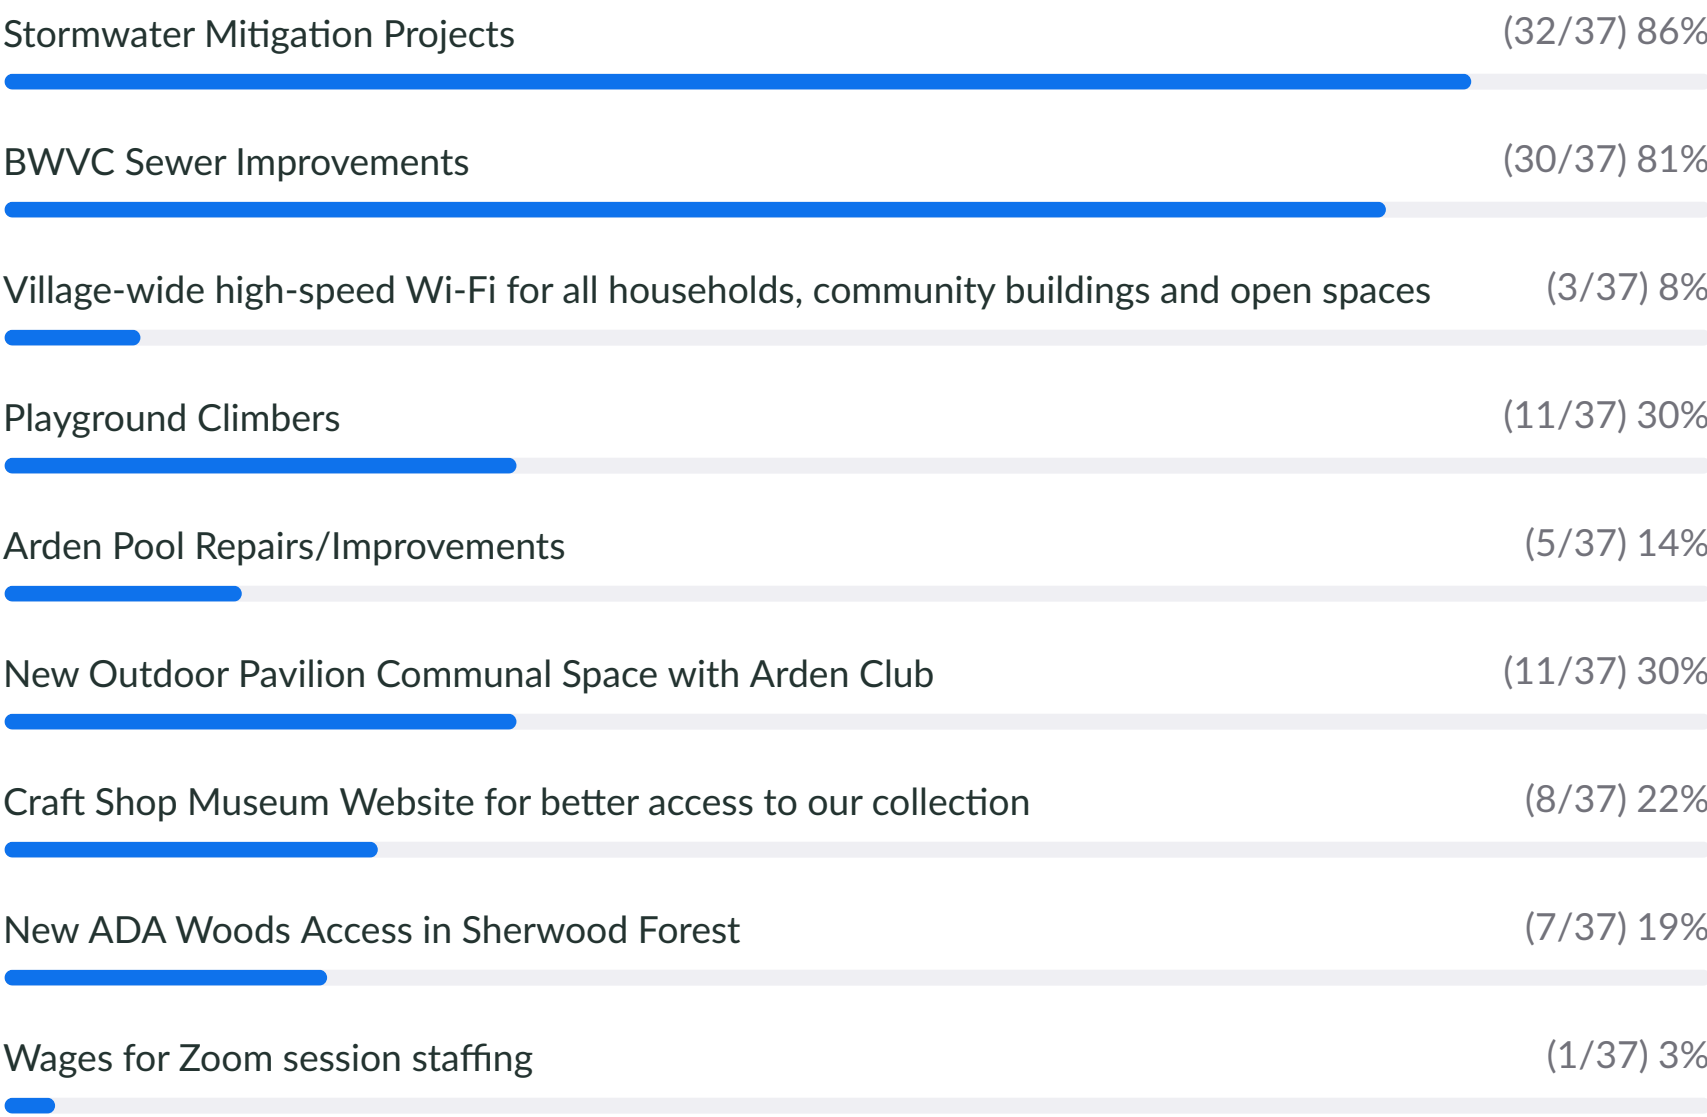 Stormwater Mitigation Projects (32/37) 86%
BWVC Sewer Improvements (30/37) 81%
Village-wide high-speed Wi-Fi for all households, community buildings and open spaces (3/37) 8%
Playground Climbers (11/37) 30%
Arden Pool Repairs/Improvements (5/37) 14%
New Outdoor Pavilion Communal Space with Arden Club (11/37) 30%
Craft Shop Museum Website for better access to our collection (8/37) 22%
New ADA Woods Access in Sherwood Forest (7/37) 19%
Wages for Zoom session staffing (1/37) 3%